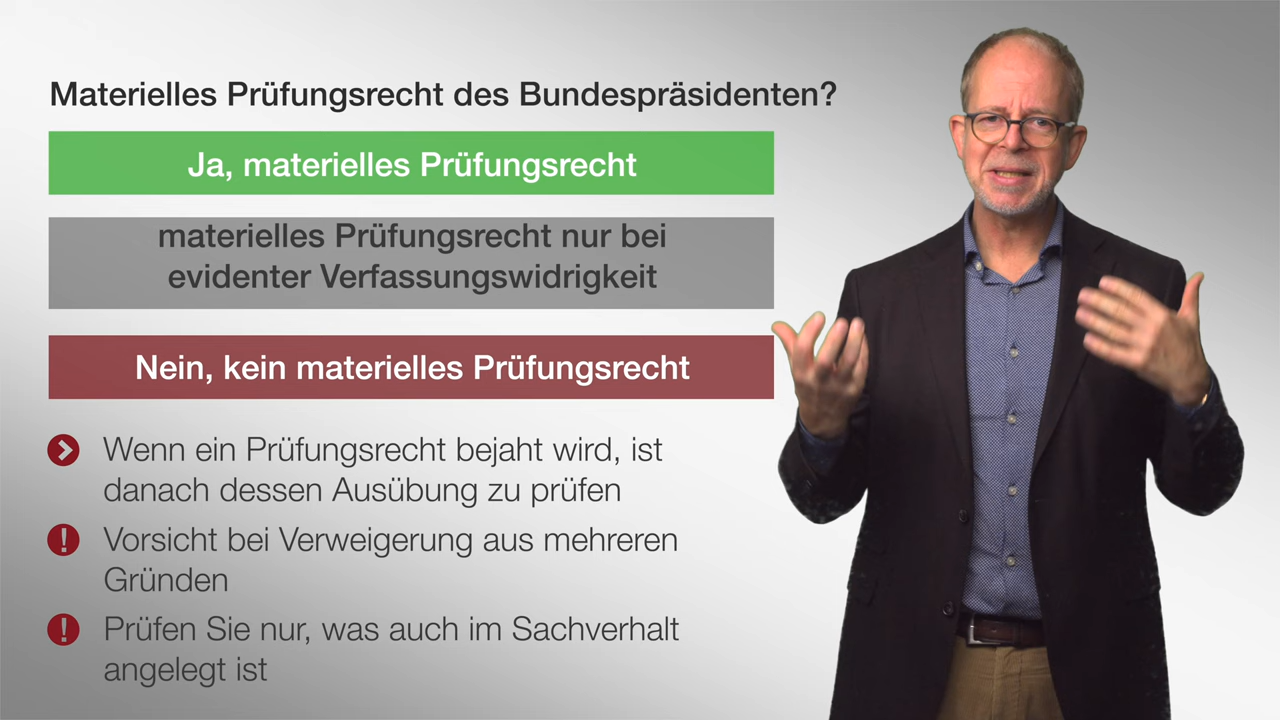 Materielles Prüfungsrecht des Bundespräsidenten?
Ja, materielles Prüfungsrecht
materielles Prüfungsrecht nur bei
evidenter Verfassungswidrigkeit
Nein, kein materielles Prüfungsrecht
Wenn ein Prüfungsrecht bejaht wird, ist
danach dessen Ausübung zu prüfen
! Vorsicht bei Verweigerung aus mehreren
Gründen
! Prüfen Sie nur, was auch im Sachverhalt
angelegt ist